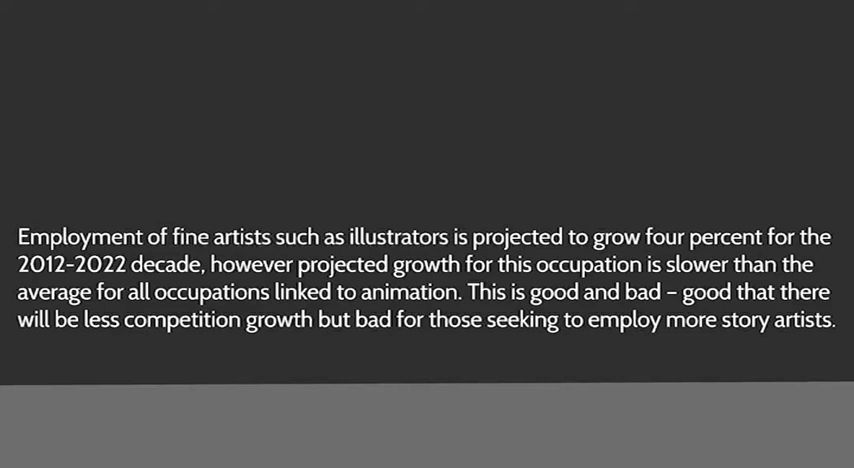 Employment of fine artists such as illustrators is projected to grow four percent for the
2012-2022 decade, however projected growth for this occupation is slower than the
average for all occupations linked to animation. This is good and bad – good that there
will be less competition growth but bad for those seeking to employ more story artists.